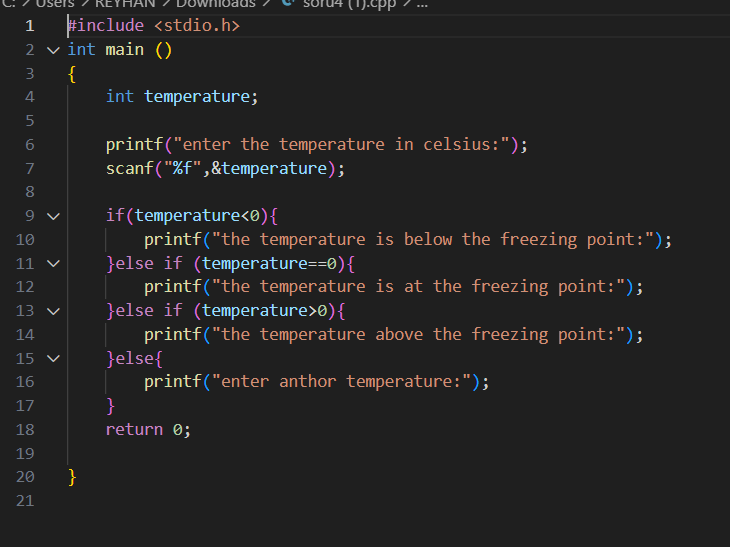 C: > Users > REYHAN > Downloads > soru4 (1).cpp > ...
1 #include <stdio.h>
2 int main ()
3 {
4     int temperature;
5
6     printf("enter the temperature in celsius:");
7     scanf("%f",&temperature);
8
9     if(temperature<0){
10         printf("the temperature is below the freezing point:");
11     }else if (temperature==0){
12         printf("the temperature is at the freezing point:");
13     }else if (temperature>0){
14         printf("the temperature above the freezing point:");
15     }else{
16         printf("enter anthor temperature:");
17     }
18     return 0;
19
20 }
21